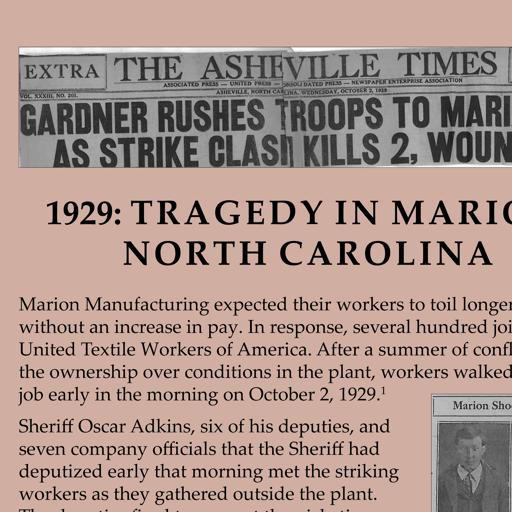 EXTRA
THE ASHEVILLE TIMES
ASSOCIATED PRESS — UNITED PRESS — CONSOLIDATED PRESS — NEWSPAPER ENTERPRISE ASSOCIATION
VOL. XXXIII, NO. 201.
ASHEVILLE, NORTH CAROLINA, WEDNESDAY, OCTOBER 2, 1929
GARDNER RUSHES TROOPS TO MARI
AS STRIKE CLASH KILLS 2, WOUN
1929: TRAGEDY IN MARIO
NORTH CAROLINA
Marion Manufacturing expected their workers to toil longer
without an increase in pay. In response, several hundred joi
United Textile Workers of America. After a summer of confl
the ownership over conditions in the plant, workers walked
job early in the morning on October 2, 1929.¹
Sheriff Oscar Adkins, six of his deputies, and
seven company officials that the Sheriff had
deputized early that morning met the striking
workers as they gathered outside the plant.
Marion Shoo